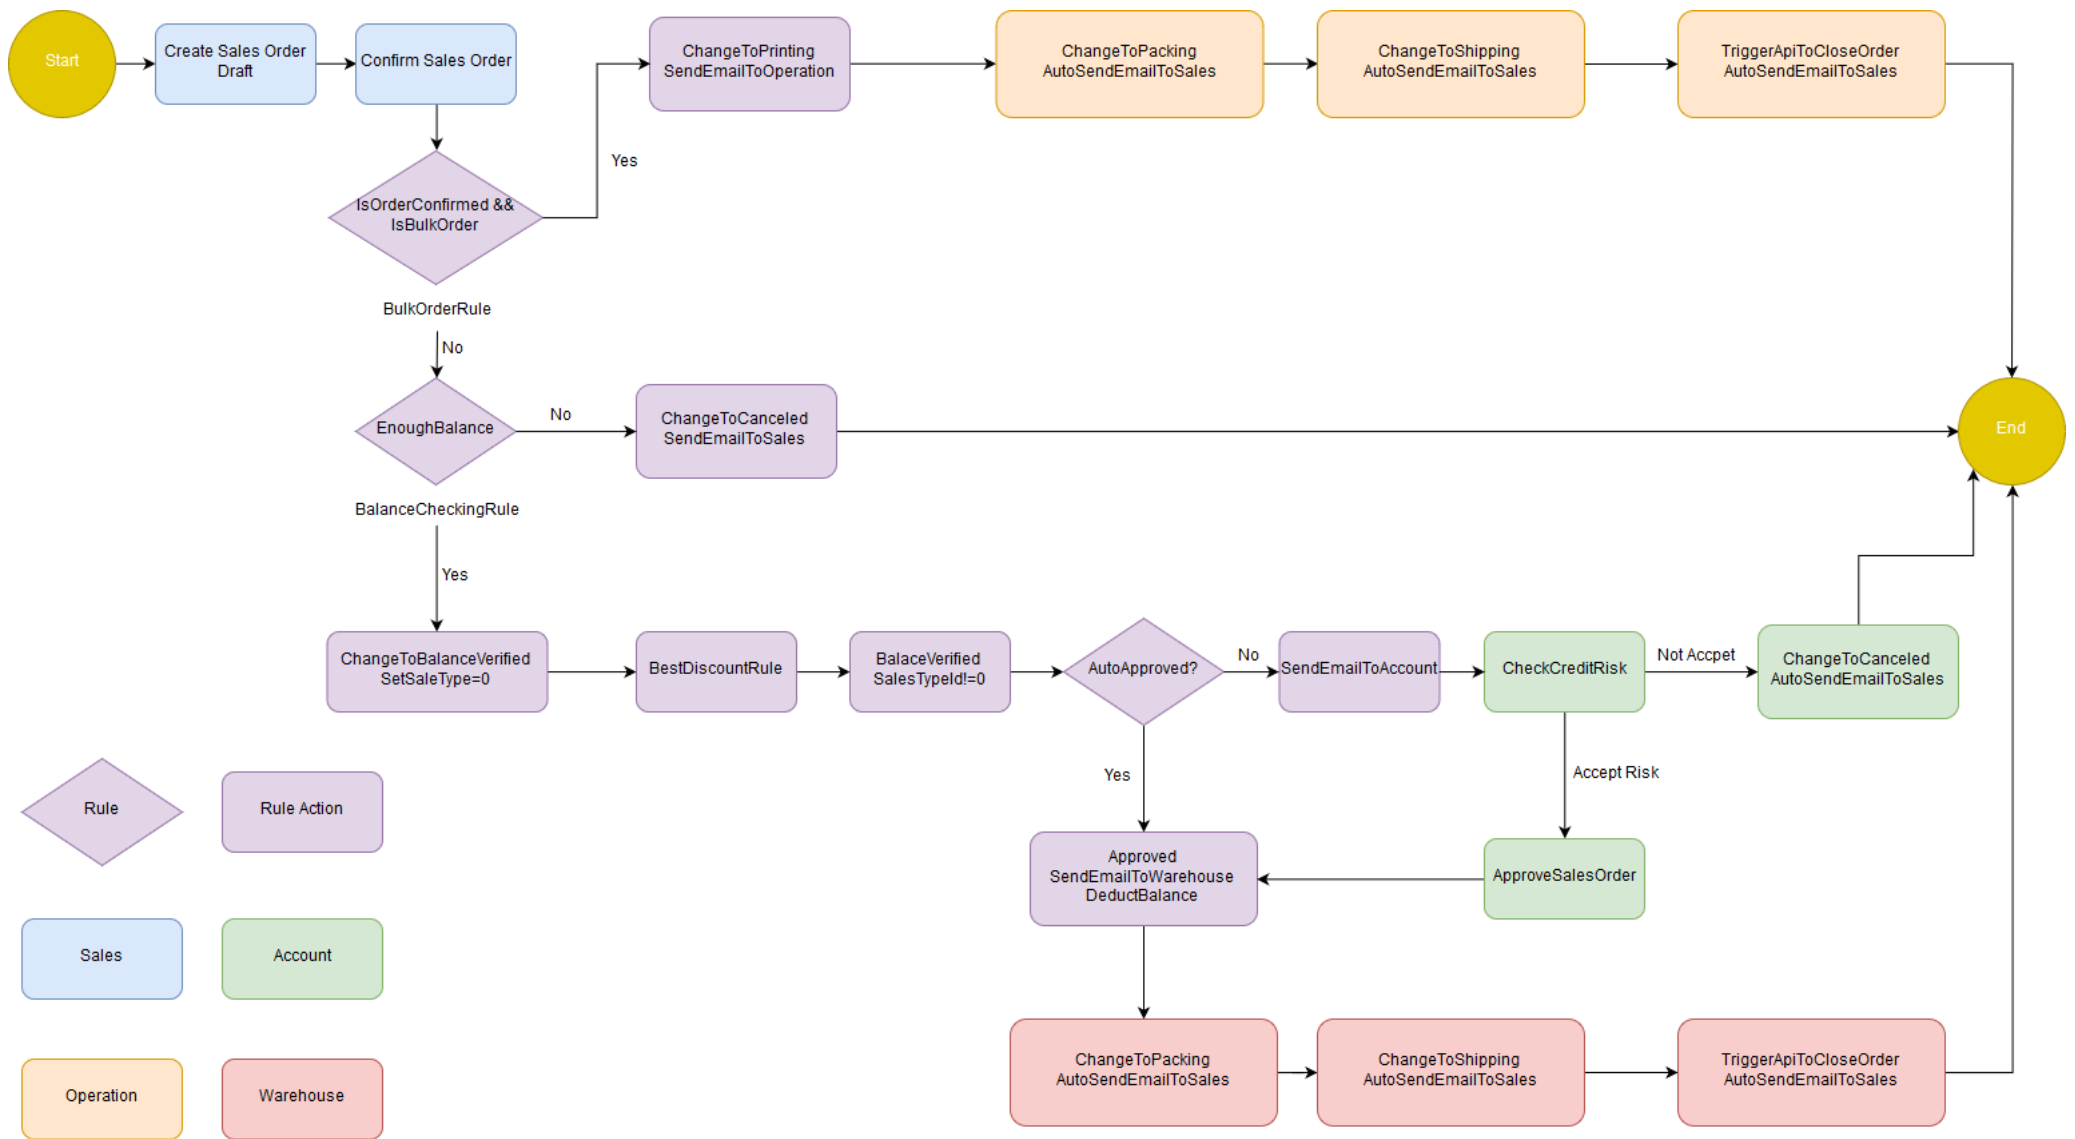 Start
Create Sales Order
Draft
Confirm Sales Order
ChangeToPrinting
SendEmailToOperation
ChangeToPacking
AutoSendEmailToSales
ChangeToShipping
AutoSendEmailToSales
TriggerApiToCloseOrder
AutoSendEmailToSales
Yes
IsOrderConfirmed &&
IsBulkOrder
BulkOrderRule
No
EnoughBalance
No
ChangeToCanceled
SendEmailToSales
End
BalanceCheckingRule
Yes
ChangeToBalanceVerified
SetSaleType=0
BestDiscountRule
BalaceVerified
SalesTypeId!=0
AutoApproved?
No
SendEmailToAccount
CheckCreditRisk
Not Accpet
ChangeToCanceled
AutoSendEmailToSales
Yes
Accept Risk
Rule
Rule Action
Approved
SendEmailToWarehouse
DeductBalance
ApproveSalesOrder
Sales
Account
ChangeToPacking
AutoSendEmailToSales
ChangeToShipping
AutoSendEmailToSales
TriggerApiToCloseOrder
AutoSendEmailToSales
Operation
Warehouse